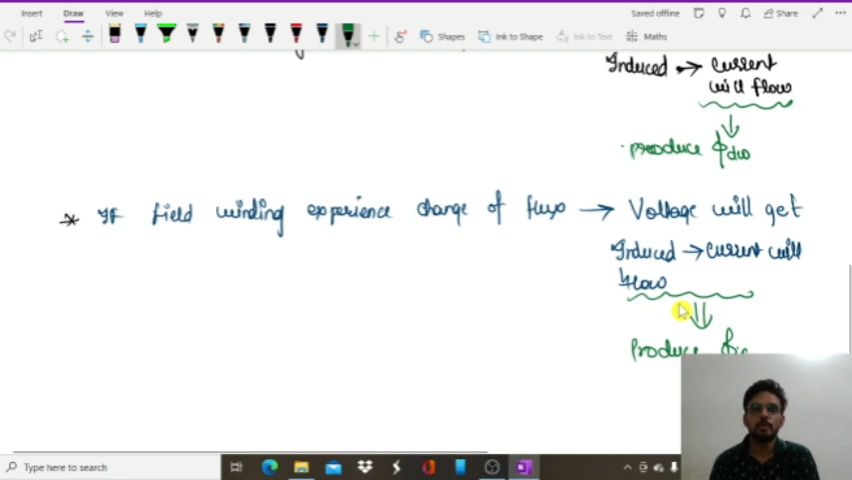 Insert Draw View Help Saved offline Share
Shapes Ink to Shape Ink to Text Maths
Induced → current
will flow
produce ϕdw
* If field winding experience change of flux → Voltage will get
Induced → current will
flow
Produce
Type here to search